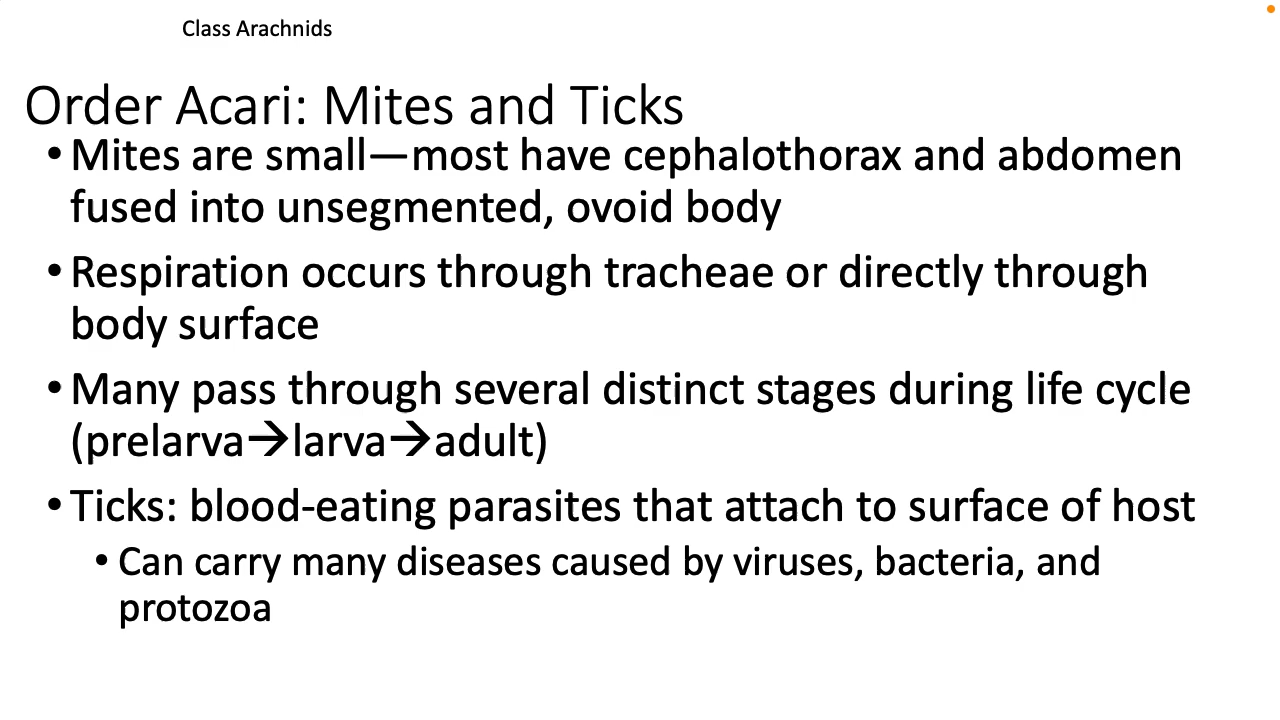 Class Arachnids
Order Acari: Mites and Ticks
• Mites are small—most have cephalothorax and abdomen
fused into unsegmented, ovoid body
• Respiration occurs through tracheae or directly through
body surface
• Many pass through several distinct stages during life cycle
(prelarva→larva→adult)
• Ticks: blood-eating parasites that attach to surface of host
• Can carry many diseases caused by viruses, bacteria, and
protozoa